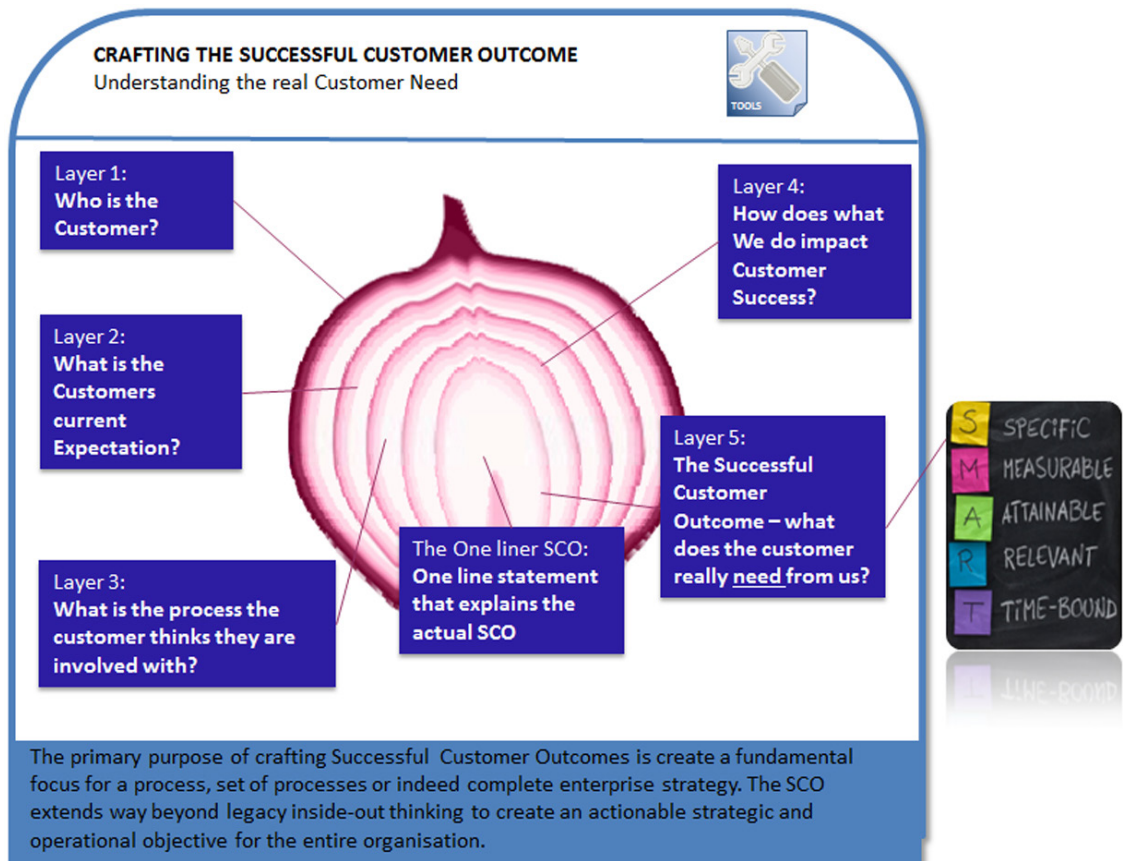 CRAFTING THE SUCCESSFUL CUSTOMER OUTCOME
Understanding the real Customer Need
TOOLS
Layer 1:
Who is the
Customer?
Layer 2:
What is the
Customers
current
Expectation?
Layer 3:
What is the process the
customer thinks they are
involved with?
The One liner SCO:
One line statement
that explains the
actual SCO
Layer 4:
How does what
We do impact
Customer
Success?
Layer 5:
The Successful
Customer
Outcome – what
does the customer
really need from us?
S SPECIFIC
M MEASURABLE
A ATTAINABLE
R RELEVANT
T TIME-BOUND
The primary purpose of crafting Successful Customer Outcomes is create a fundamental
focus for a process, set of processes or indeed complete enterprise strategy. The SCO
extends way beyond legacy inside-out thinking to create an actionable strategic and
operational objective for the entire organisation.